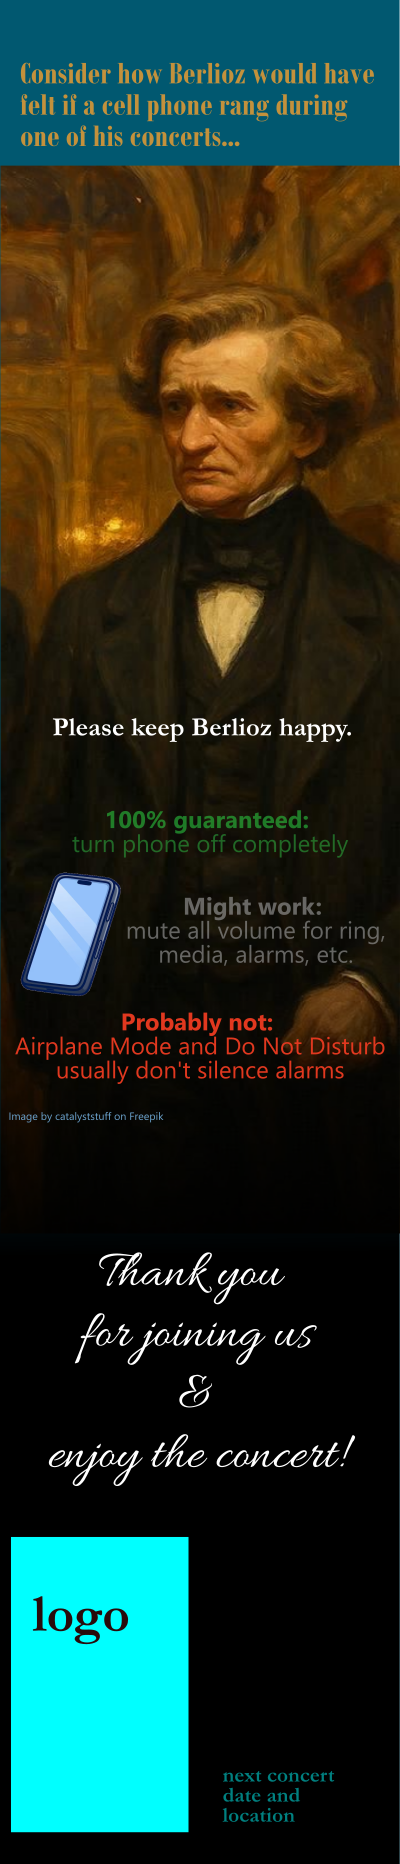 Consider how Berlioz would have
felt if a cell phone rang during
one of his concerts...
Please keep Berlioz happy.
100% guaranteed:
turn phone off completely
Might work:
mute all volume for ring,
media, alarms, etc.
Probably not:
Airplane Mode and Do Not Disturb
usually don't silence alarms
Image by catalyststuff on Freepik
Thank you
for joining us
&
enjoy the concert!
logo
next concert
date and
location